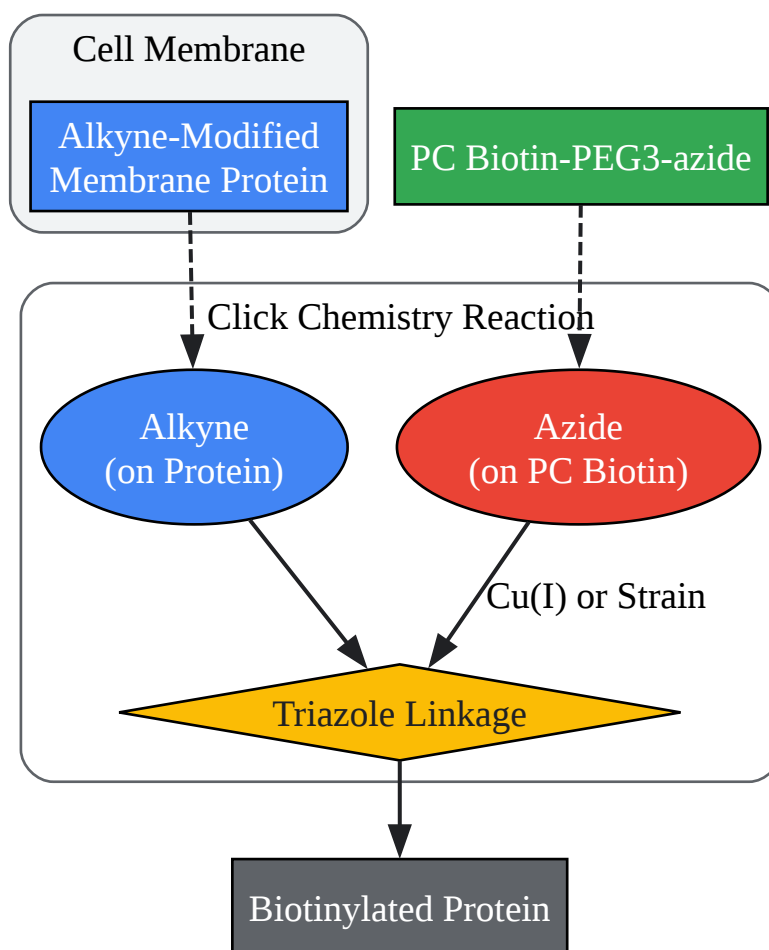 Cell Membrane
Alkyne-Modified
Membrane Protein
PC Biotin-PEG3-azide
Click Chemistry Reaction
Alkyne
(on Protein)
Azide
(on PC Biotin)
Cu(I) or Strain
Triazole Linkage
Biotinylated Protein